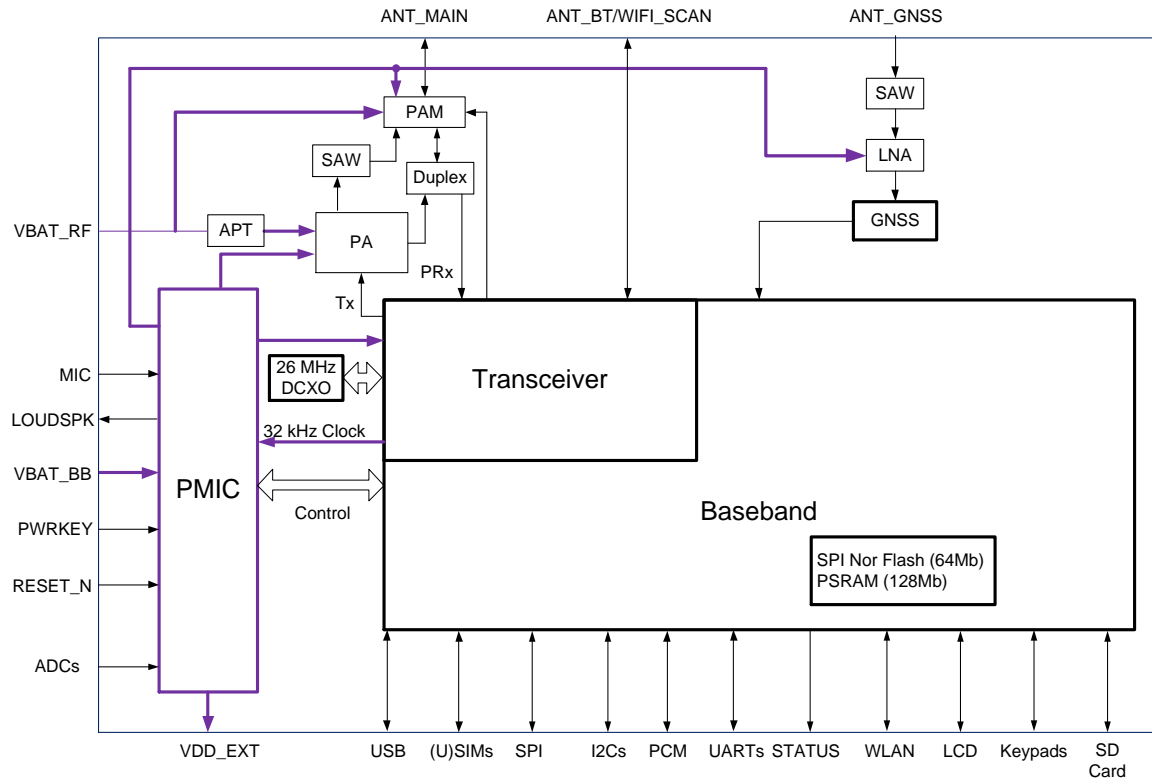 ANT_MAIN
ANT_BT/WIFI_SCAN
ANT_GNSS
SAW
PAM
SAW
LNA
Duplex
GNSS
VBAT_RF
APT
PA
PRx
Tx
26 MHz
DCXO
Transceiver
MIC
LOUDSPK
32 kHz Clock
VBAT_BB
PMIC
Control
Baseband
PWRKEY
SPI Nor Flash (64Mb)
PSRAM (128Mb)
RESET_N
ADCs
VDD_EXT
USB
(U)SIMs
SPI
I2Cs
PCM
UARTs
STATUS
WLAN
LCD
Keypads
SD
Card